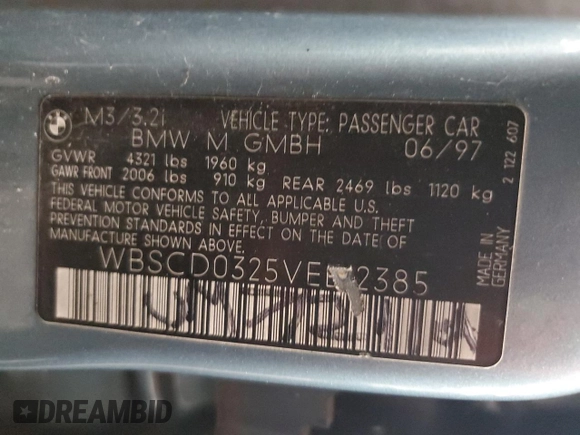 M3/3.2i VEHICLE TYPE: PASSENGER CAR
BMW M GMBH 06/97
GVWR 4321 lbs 1960 kg
GAWR FRONT 2006 lbs 910 kg REAR 2469 lbs 1120 kg
THIS VEHICLE CONFORMS TO ALL APPLICABLE U.S.
FEDERAL MOTOR VEHICLE SAFETY, BUMPER AND THEFT
PREVENTION STANDARDS IN EFFECT ON THE DATE OF
MANUFACTURE SHOWN ABOVE.
MADE IN
GERMANY
2 122 607
DREAMBID